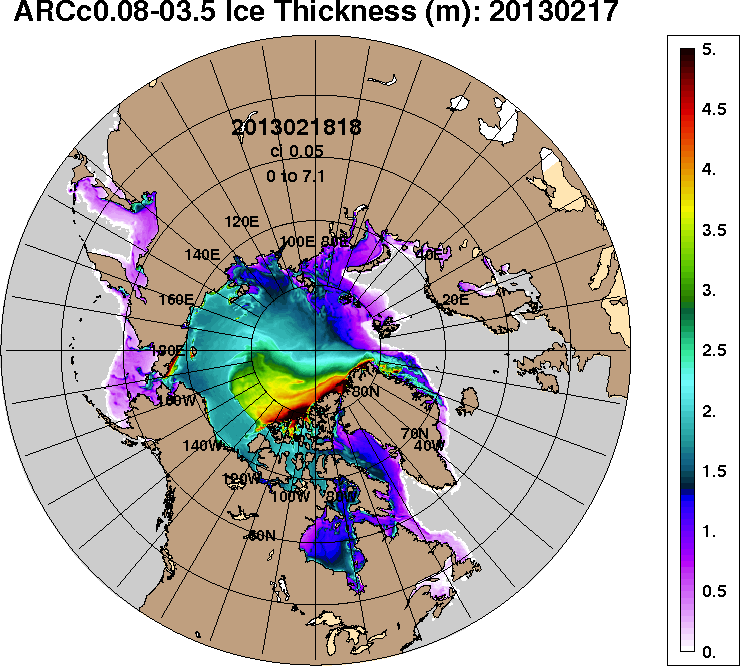 ARCc0.08-03.5 Ice Thickness (m): 20130217
2013021818
ci 0.05
0 to 7.1
120E
100E
80E
140E
40E
160E
20E
180E
160W
80N
140W
70N
40W
120W
100W
80W
60N
5.
4.5
4.
3.5
3.
2.5
2.
1.5
1.
0.5
0.